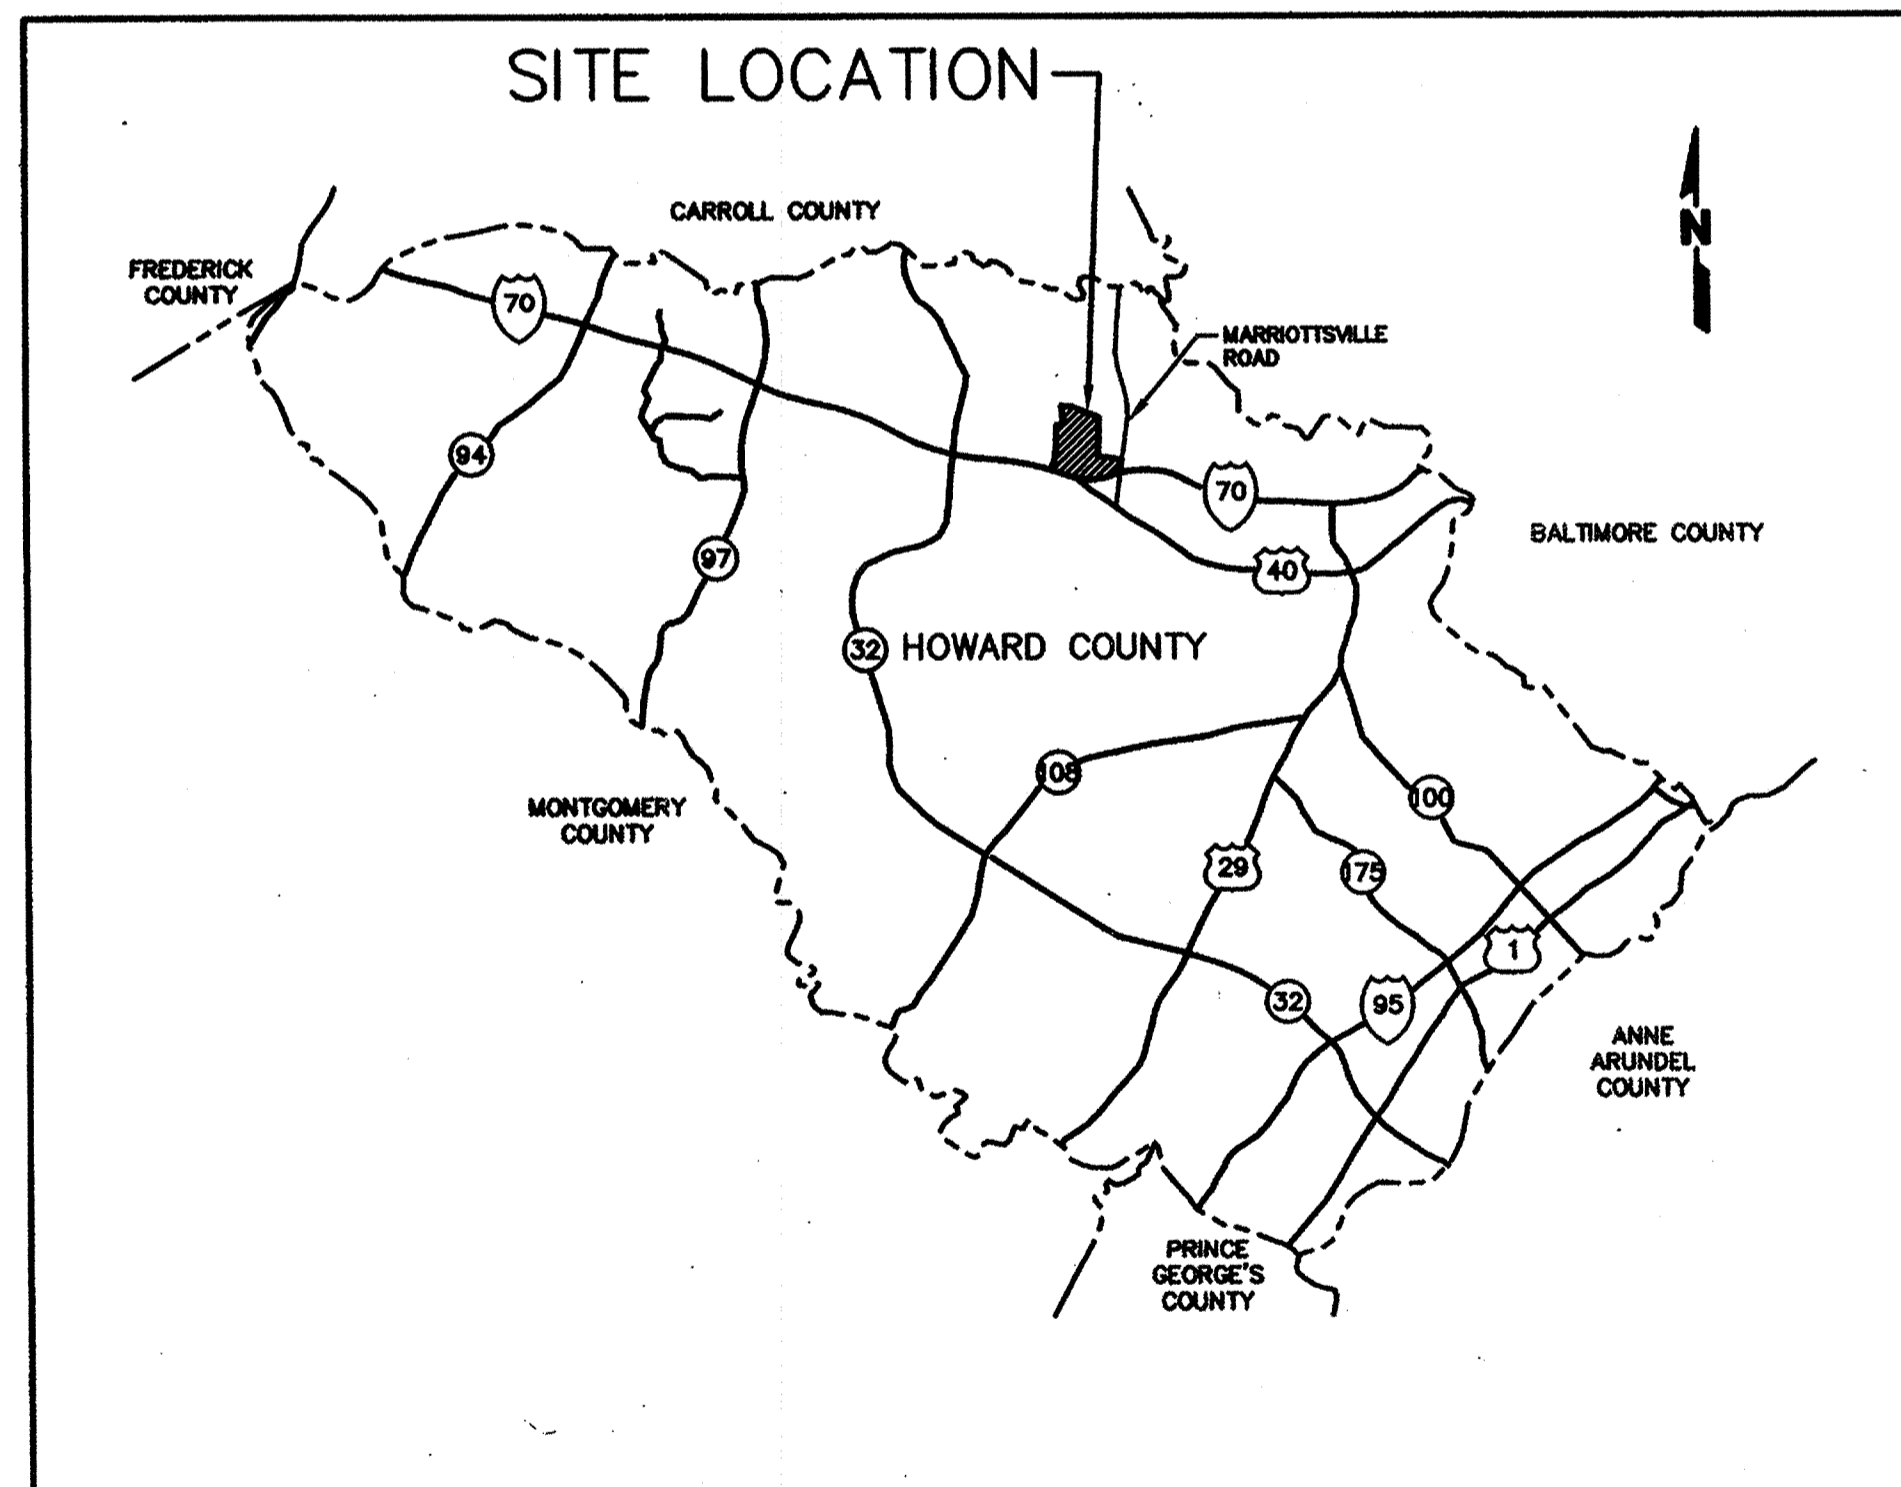 SITE LOCATION
CARROLL COUNTY
N
FREDERICK
COUNTY
70
MARRIOTTSVILLE
ROAD
94
70
BALTIMORE COUNTY
97
40
32
HOWARD COUNTY
108
MONTGOMERY
COUNTY
100
29
175
1
32
95
ANNE
ARUNDEL
COUNTY
PRINCE
GEORGE'S
COUNTY